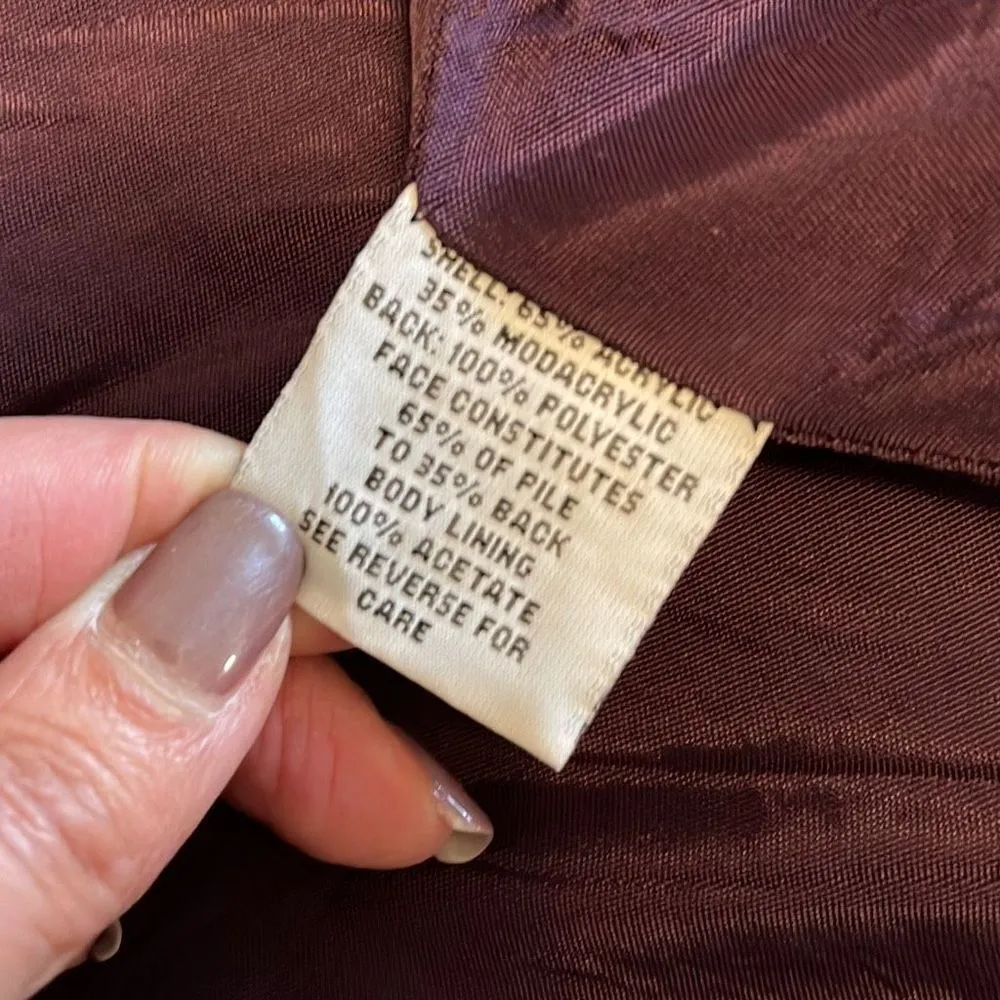 SHELL: 65% ACRYLIC
35% MODACRYLIC
BACK: 100% POLYESTER
FACE CONSTITUTES
65% OF PILE
TO 35% BACK
BODY LINING
100% ACETATE
SEE REVERSE FOR
CARE